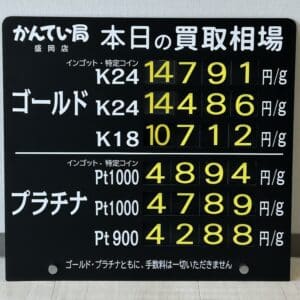 かんてい局 本日の買取相場
盛岡店
インゴット・特定コイン
K24 14791 円/g
ゴールド K24 14486 円/g
K18 10712 円/g
インゴット・特定コイン
Pt1000 4894 円/g
プラチナ Pt1000 4789 円/g
Pt900 4288 円/g
ゴールド・プラチナともに、手数料は一切いただきません